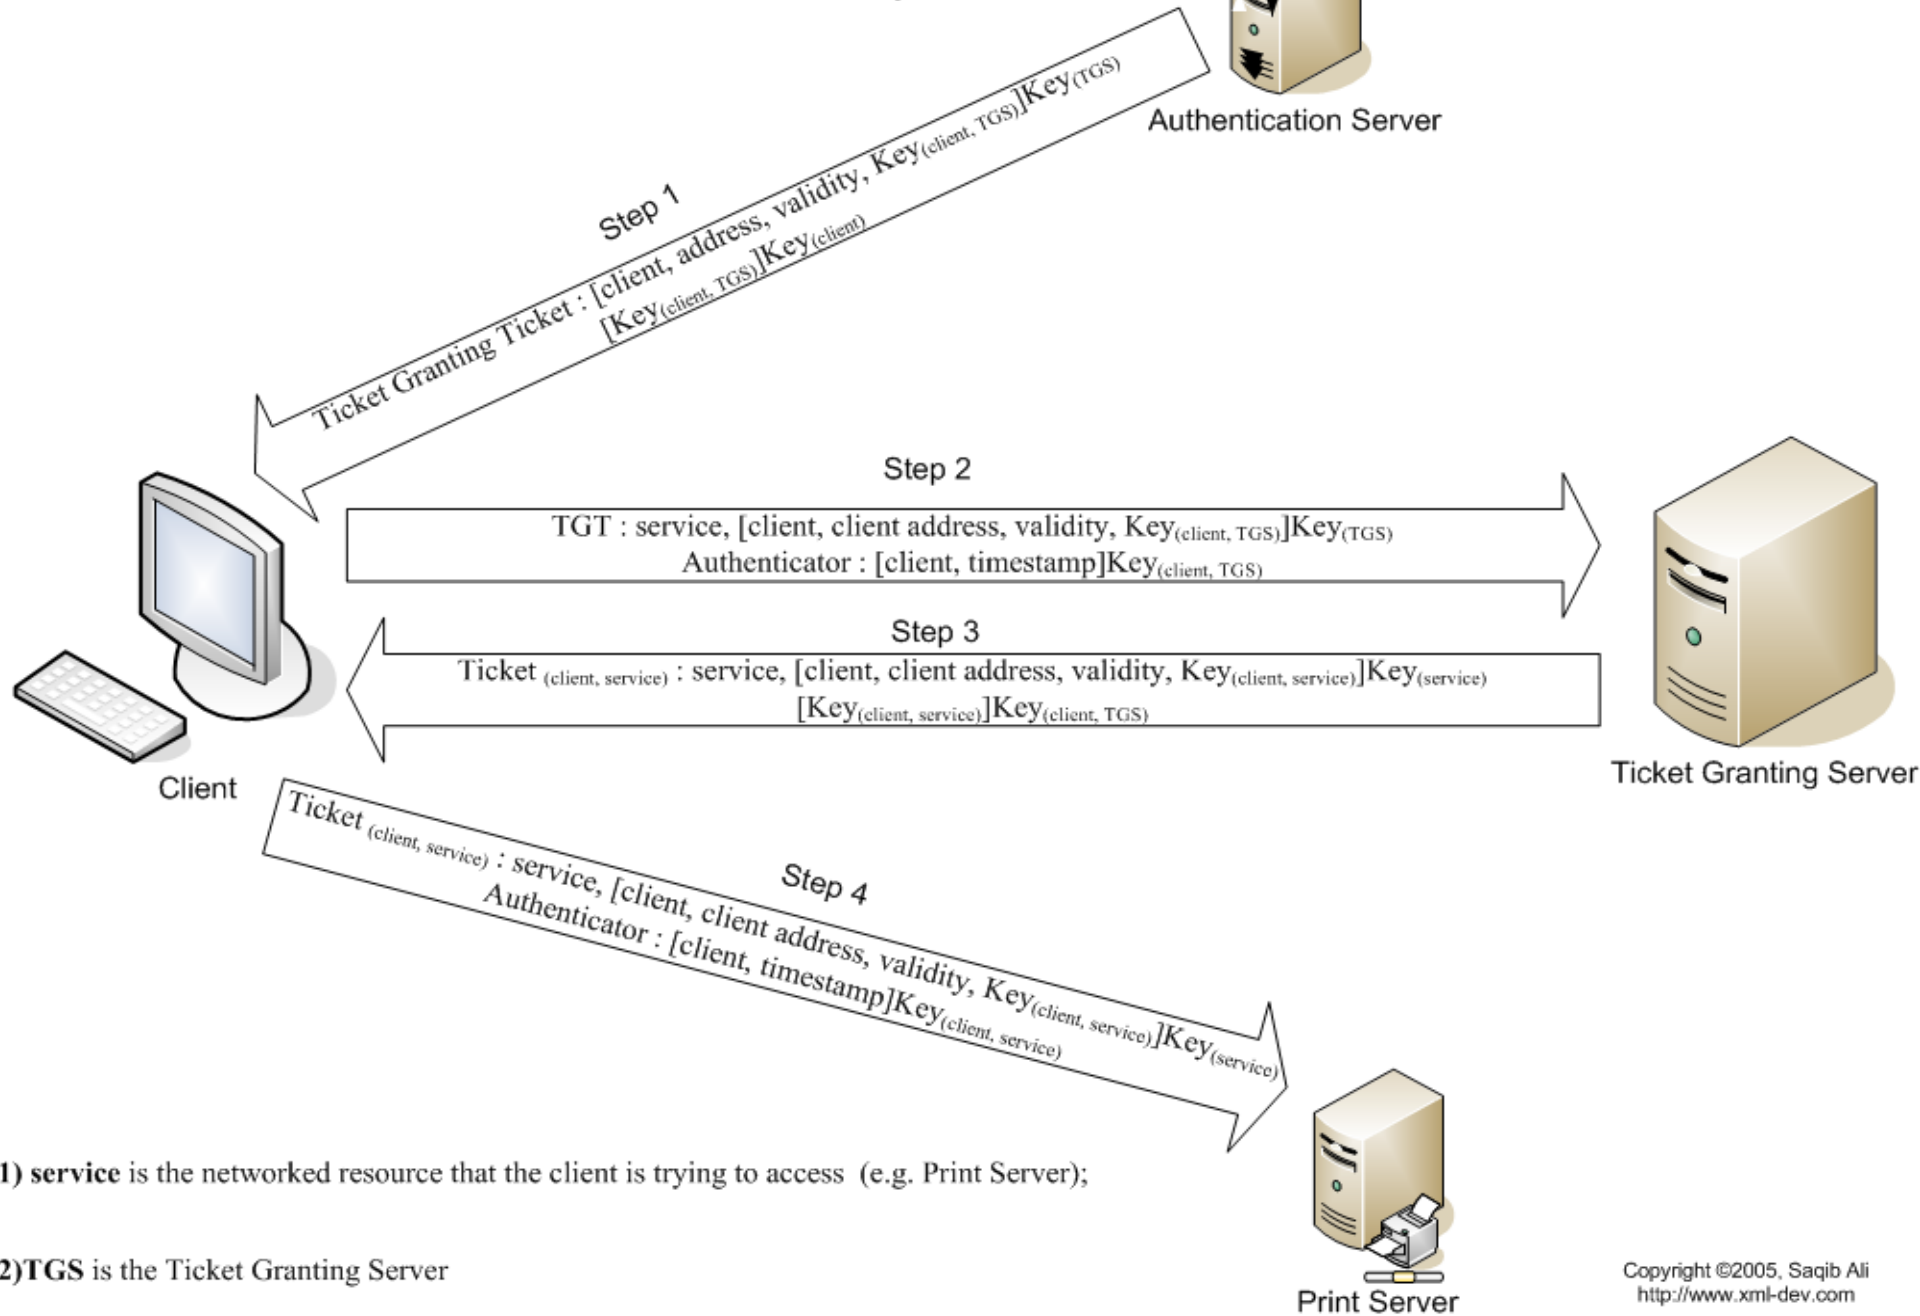 Authentication Server
Step 1
Ticket Granting Ticket : [client, address, validity, Key(client, TGS)]Key(TGS)
[Key(client, TGS)]Key(client)
Step 2
TGT : service, [client, client address, validity, Key(client, TGS)]Key(TGS)
Authenticator : [client, timestamp]Key(client, TGS)
Step 3
Ticket (client, service) : service, [client, client address, validity, Key(client, service)]Key(service)
[Key(client, service)]Key(client, TGS)
Client
Ticket Granting Server
Step 4
Ticket (client, service) : service, [client, client address, validity, Key(client, service)]Key(service)
Authenticator : [client, timestamp]Key(client, service)
1) service is the networked resource that the client is trying to access (e.g. Print Server);
2)TGS is the Ticket Granting Server
Print Server
Copyright ©2005, Saqib Ali
http://www.xml-dev.com